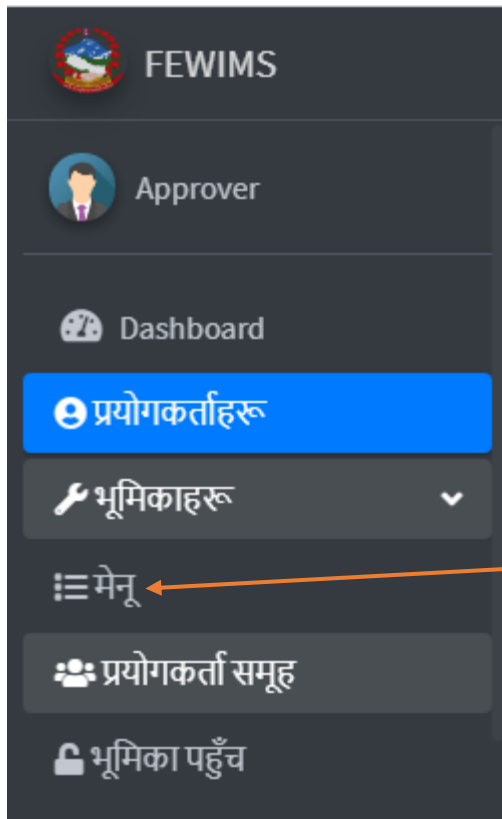 FEWIMS
Approver
Dashboard
प्रयोगकर्ताहरू
भूमिकाहरू
मेनू
प्रयोगकर्ता समूह
भूमिका पहुँच